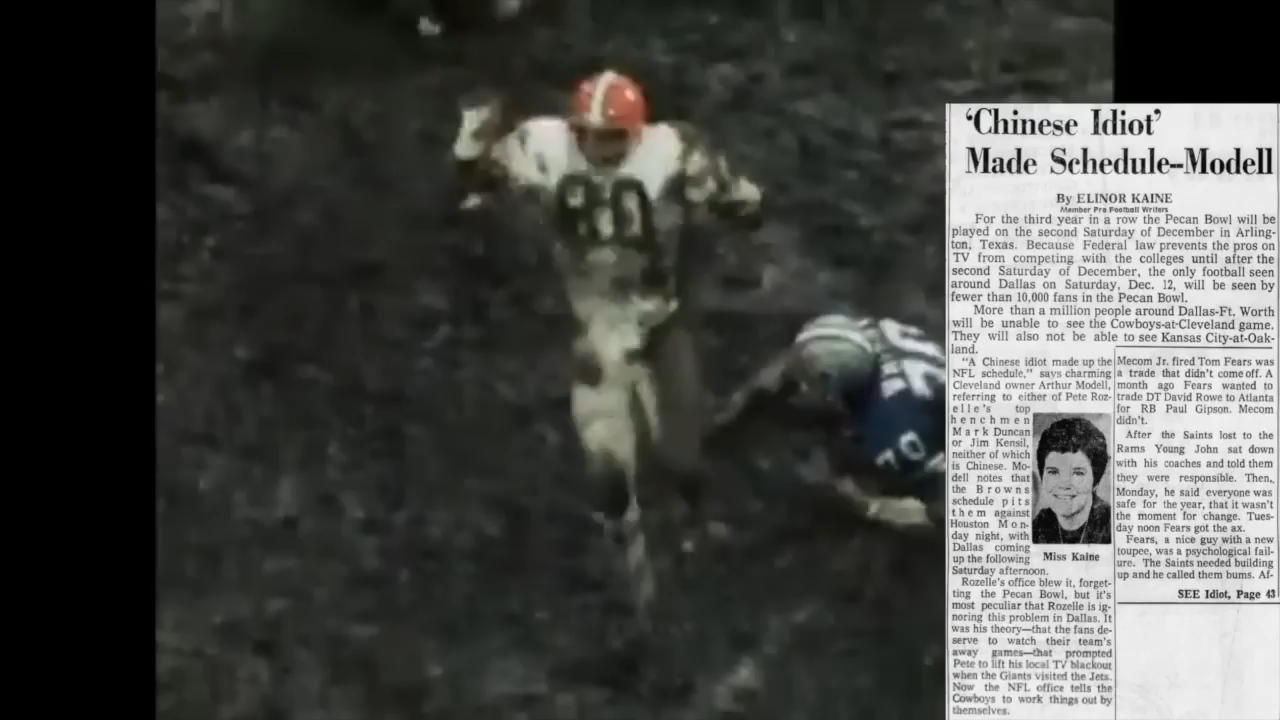 ‘Chinese Idiot’
Made Schedule--Modell
By ELINOR KAINE
Member Pro Football Writers
For the third year in a row the Pecan Bowl will be
played on the second Saturday of December in Arling-
ton, Texas. Because Federal law prevents the pros on
TV from competing with the colleges until after the
second Saturday of December, the only football seen
around Dallas on Saturday, Dec. 12, will be seen by
fewer than 10,000 fans in the Pecan Bowl.
More than a million people around Dallas-Ft. Worth
will be unable to see the Cowboys-at-Cleveland game.
They will also not be able to see Kansas City-at-Oak-
land.
“A Chinese idiot made up the
NFL schedule,” says charming
Cleveland owner Arthur Modell,
referring to either of Pete Roz-
elle's top
henchmen
Mark Duncan
or Jim Kensil,
neither of which
is Chinese. Mo-
dell notes that
the Browns
schedule pits
them against
Houston Mon-
day night, with
Dallas coming
up the following
Saturday afternoon.
Rozelle's office blew it, forget-
ting the Pecan Bowl, but it's
most peculiar that Rozelle is ig-
noring this problem in Dallas. It
was his theory—that the fans de-
serve to watch their team's
away games—that prompted
Pete to lift his local TV blackout
when the Giants visited the Jets.
Now the NFL office tells the
Cowboys to work things out by
themselves.
Miss Kaine
Mecom Jr. fired Tom Fears was
a trade that didn't come off. A
month ago Fears wanted to
trade DT David Rowe to Atlanta
for RB Paul Gipson. Mecom
didn't.
After the Saints lost to the
Rams Young John sat down
with his coaches and told them
they were responsible. Then,
Monday, he said everyone was
safe for the year, that it wasn't
the moment for change. Tues-
day noon Fears got the ax.
Fears, a nice guy with a new
toupee, was a psychological fail-
ure. The Saints needed building
up and he called them bums. Af-
SEE Idiot, Page 43
80